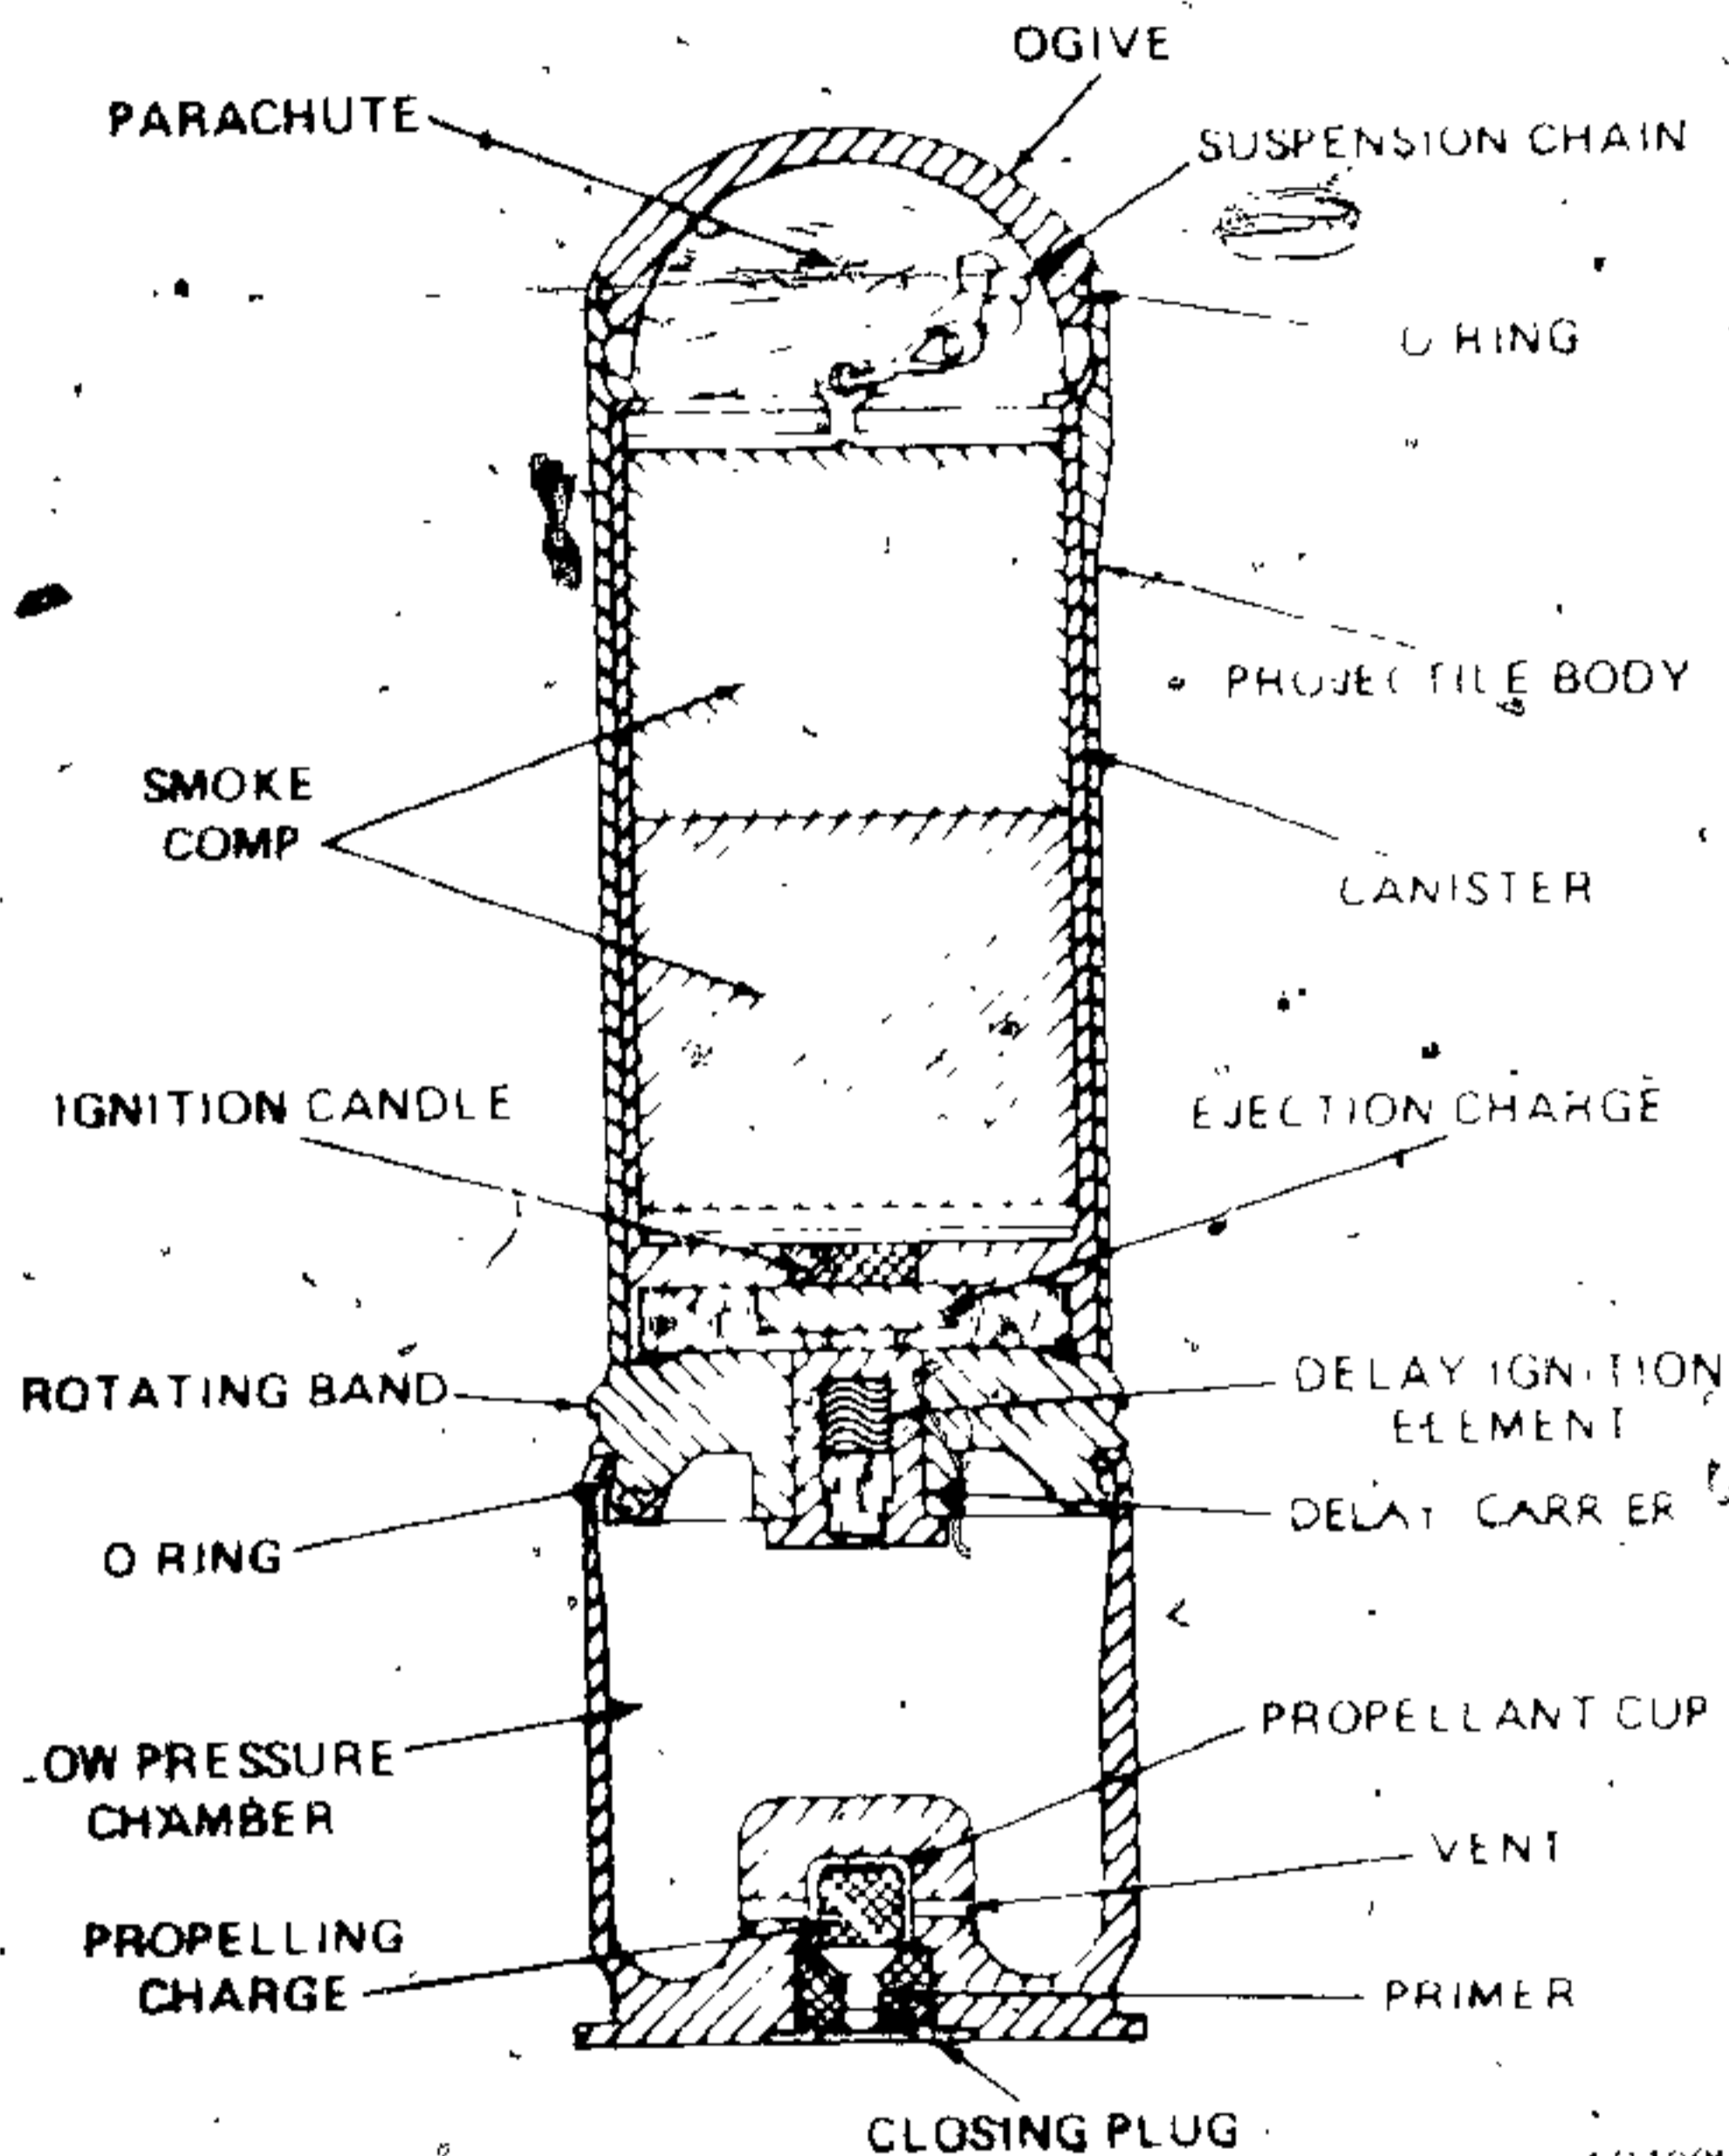 OGIVE
PARACHUTE
SUSPENSION CHAIN
O RING
PROJECTILE BODY
SMOKE
COMP
CANISTER
IGNITION CANDLE
EJECTION CHARGE
ROTATING BAND
DELAY IGNITION
ELEMENT
DELAY CARRIER
O RING
LOW PRESSURE
CHAMBER
PROPELLANT CUP
VENT
PROPELLING
CHARGE
PRIMER
CLOSING PLUG